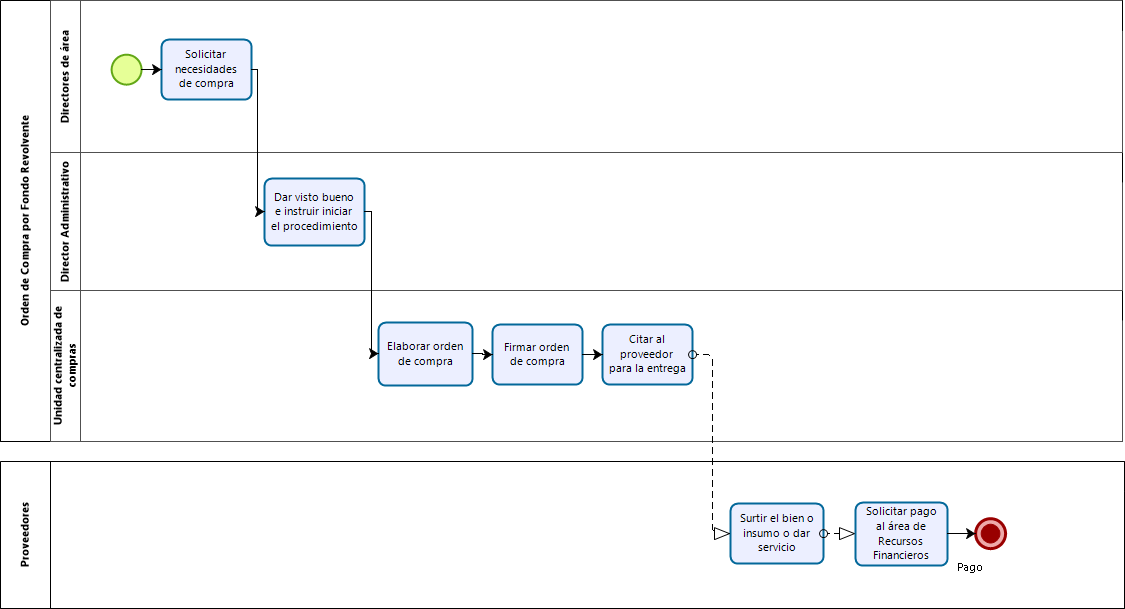 Orden de Compra por Fondo Revolvente
Directores de área
Solicitar
necesidades
de compra
Director Administrativo
Dar visto bueno
e instruir iniciar
el procedimiento
Unidad centralizada de
compras
Elaborar orden
de compra
Firmar orden
de compra
Citar al
proveedor
para la entrega
Proveedores
Surtir el bien o
insumo o dar
servicio
Solicitar pago
al área de
Recursos
Financieros
Pago